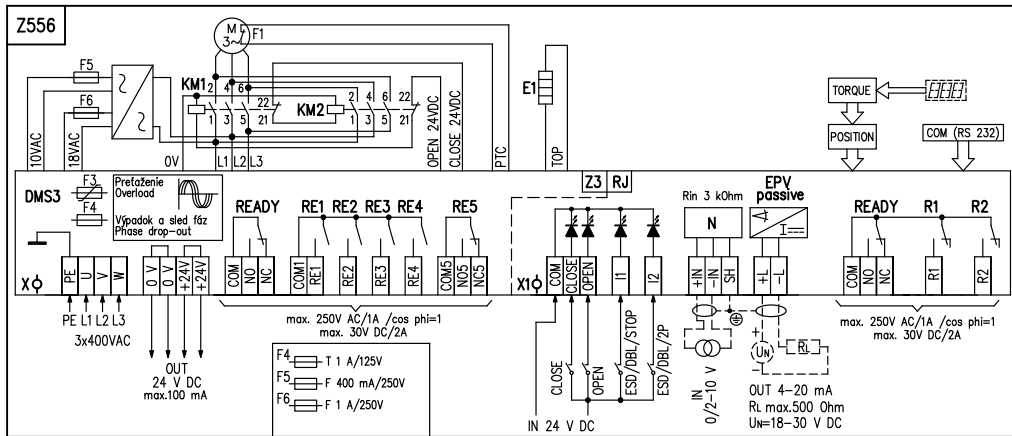 Z556
M
3~
F1
F5
F6
KM1
2 4 6 22
1 3 5 21
KM2
2 4 6 22
1 3 5 21
E1
TORQUE
POSITION
COM (RS 232)
10VAC
18VAC
0V
L1 L2 L3
OPEN 24VDC
CLOSE 24VDC
PTC
TOP
DMS3
F3
F4
Preťaženie
Overload
Výpadok a sled fáz
Phase drop-out
READY
RE1 RE2 RE3 RE4
RE5
Z3 RJ
Rin 3 kOhm
N
EPV
passive
I
READY
R1
R2
X
PE
U
V
W
0 V
0 V
+24V
+24V
COM
NO
NC
COM1
RE1
RE2
RE3
RE4
COM5
NO5
NC5
X1
COM
CLOSE
OPEN
I1
I2
+IN
-IN
SH
+L
-L
COM
NO
NC
R1
R2
PE L1 L2 L3
3x400VAC
OUT
24 V DC
max.100 mA
max. 250V AC/1A /cos phi=1
max. 30V DC/2A
F4 T 1 A/125V
F5 F 400 mA/250V
F6 F 1 A/250V
CLOSE
OPEN
ESD/DBL/STOP
ESD/DBL/2P
IN 24 V DC
IN
0/2-10 V
+
UN
-
RL
OUT 4-20 mA
RL max.500 Ohm
UN=18-30 V DC
max. 250V AC/1A /cos phi=1
max. 30V DC/2A